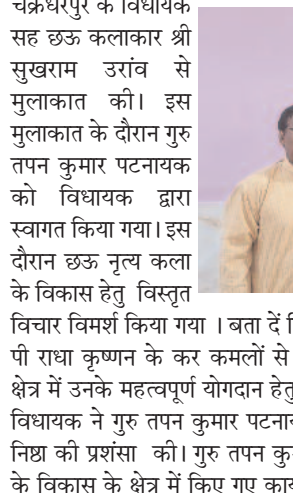 चक्रधरपुर के विधायक
सह छऊ कलाकार श्री
सुखराम उरांव से
मुलाकात की। इस
मुलाकात के दौरान गुरु
तपन कुमार पटनायक
को विधायक द्वारा
स्वागत किया गया। इस
दौरान छऊ नृत्य कला
के विकास हेतु विस्तृत
विचार विमर्श किया गया । बता दें
पी राधा कृष्णन के कर कमलों से
क्षेत्र में उनके महत्वपूर्ण योगदान हेतु
विधायक ने गुरु तपन कुमार
निष्ठा की प्रशंसा की। गुरु तपन
के विकास के क्षेत्र में किए गए